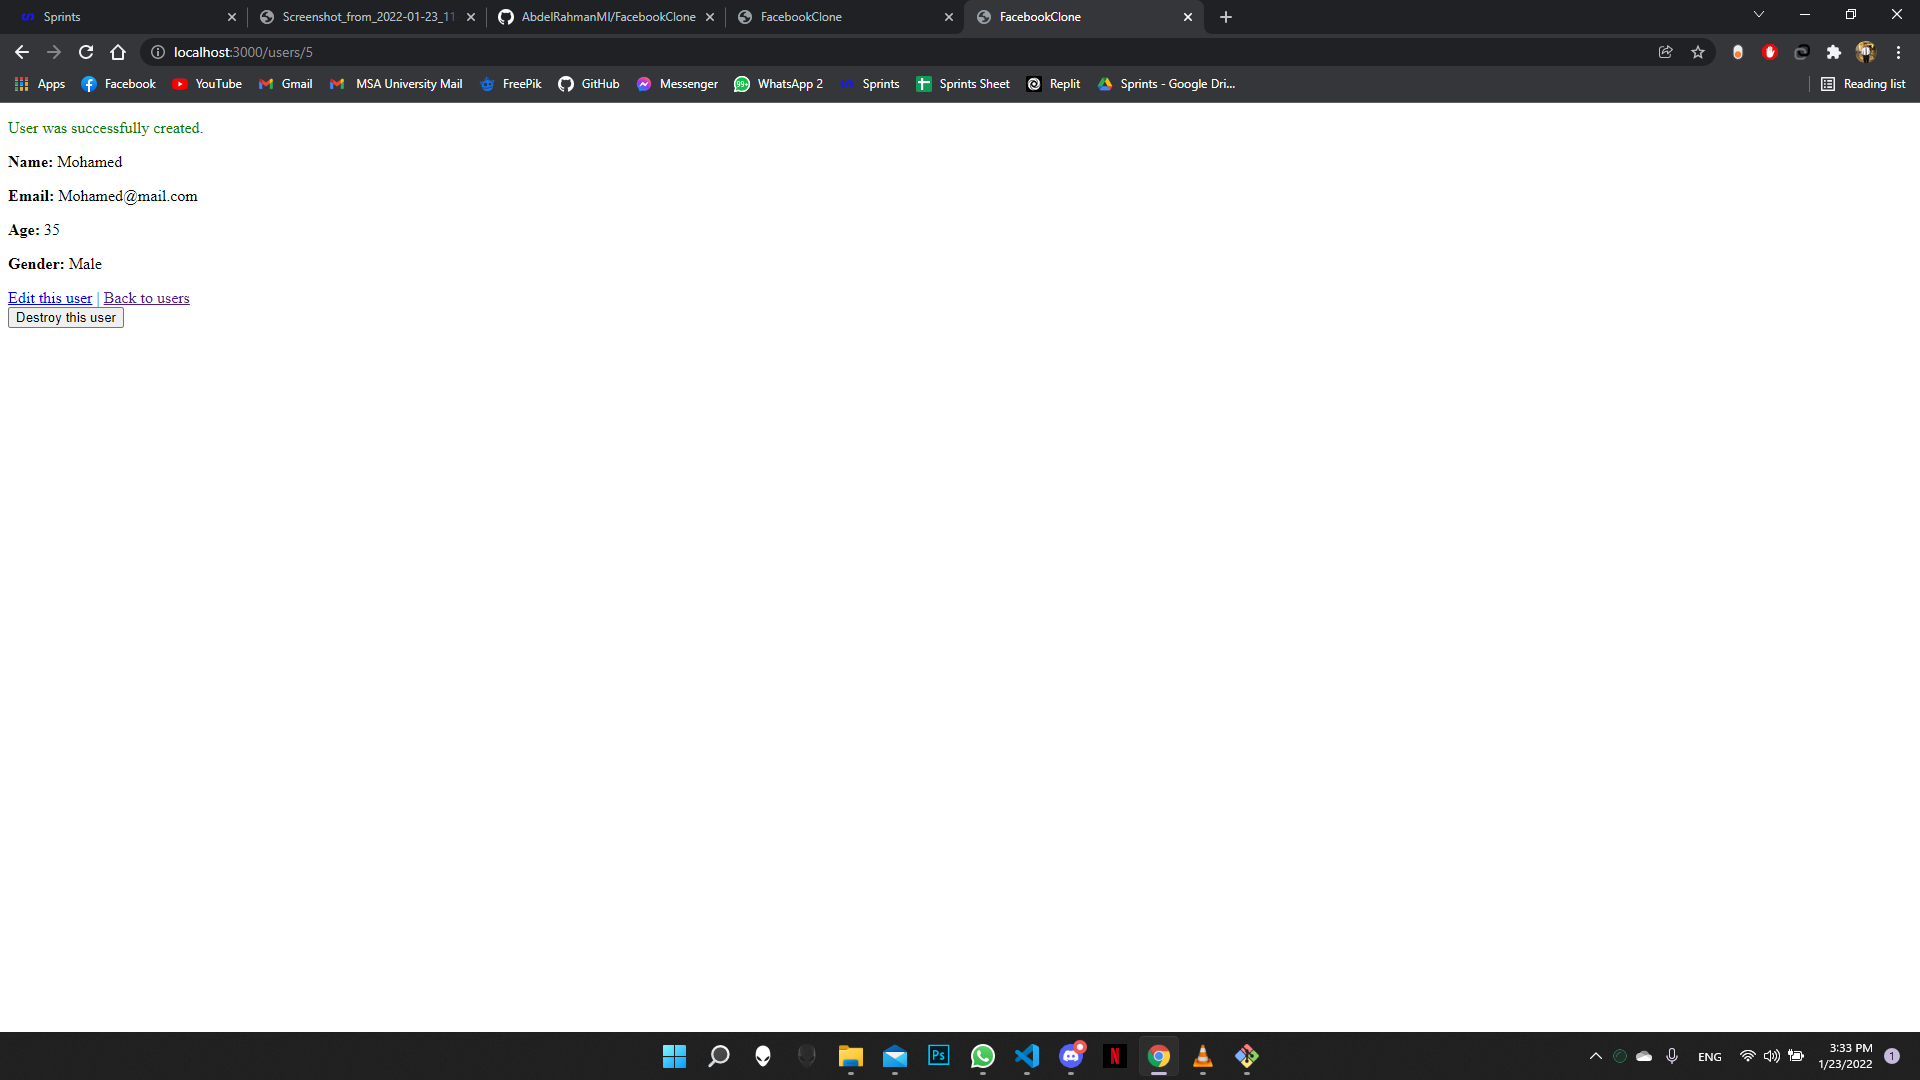 Sprints
Screenshot_from_2022-01-23_11
AbdelRahmanMI/FacebookClone
FacebookClone
FacebookClone
localhost:3000/users/5
Apps
Facebook
YouTube
Gmail
MSA University Mail
FreePik
GitHub
Messenger
99+
WhatsApp 2
Sprints
Sprints Sheet
Replit
Sprints - Google Dri...
Reading list
User was successfully created.
Name: Mohamed
Email: Mohamed@mail.com
Age: 35
Gender: Male
Edit this user | Back to users
Destroy this user
Ps
N
ENG
3:33 PM
1/23/2022
1